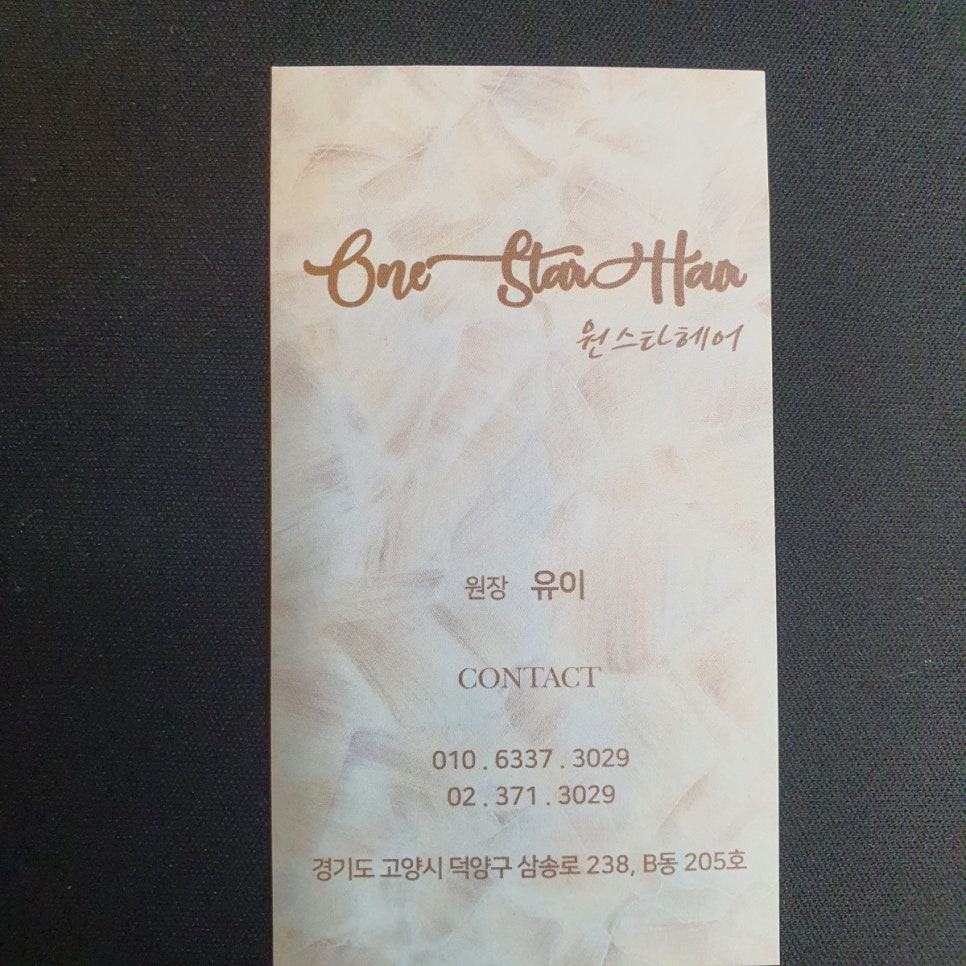 One Star Hair
원스타헤어
원장 유이
CONTACT
010 . 6337 . 3029
02 . 371 . 3029
경기도 고양시 덕양구 삼송로 238, B동 205호